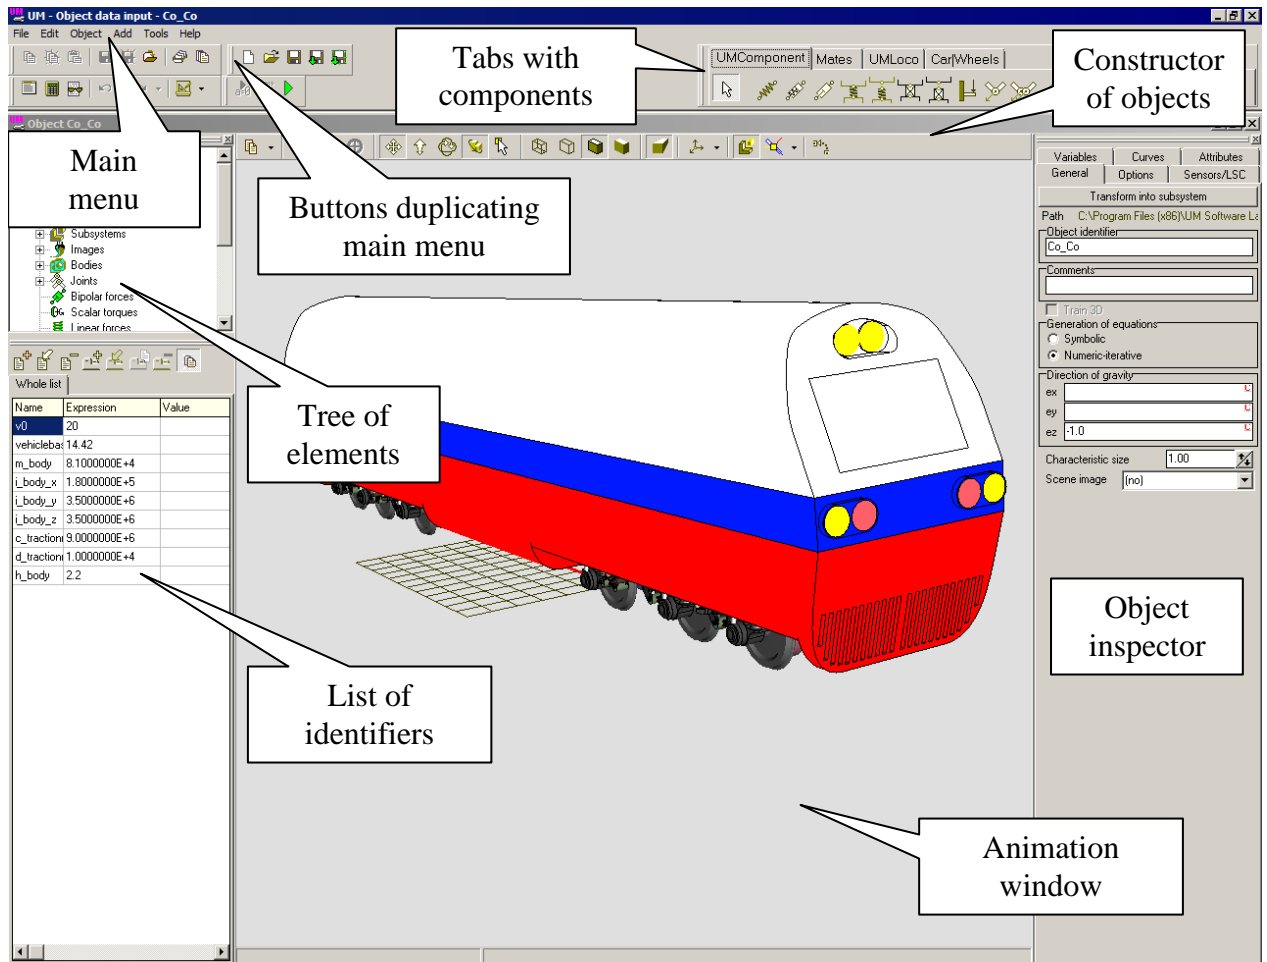 UM - Object data input - Co_Co
File Edit Object Add Tools Help
Tabs with
components
UMComponent Mates UMLoco Car|Wheels
Constructor
of objects
Object Co_Co
Main
menu
Buttons duplicating
main menu
Subsystems
Images
Bodies
Joints
Bipolar forces
Scalar torques
Linear forces
Whole list
Name Expression Value
v0 20
vehicleba 14.42
m_body 8.1000000E+4
i_body_x 1.8000000E+5
i_body_y 3.5000000E+6
i_body_z 3.5000000E+6
c_traction 9.0000000E+6
d_traction 1.0000000E+4
h_body 2.2
Tree of
elements
List of
identifiers
Variables Curves Attributes
General Options Sensors/LSC
Transform into subsystem
Path C:\Program Files (x86)\UM Software La
Object identifier
Co_Co
Comments
Train 3D
Generation of equations
Symbolic
Numeric-iterative
Direction of gravity
ex
ey
ez -1.0
Characteristic size 1.00
Scene image (no)
Object
inspector
Animation
window